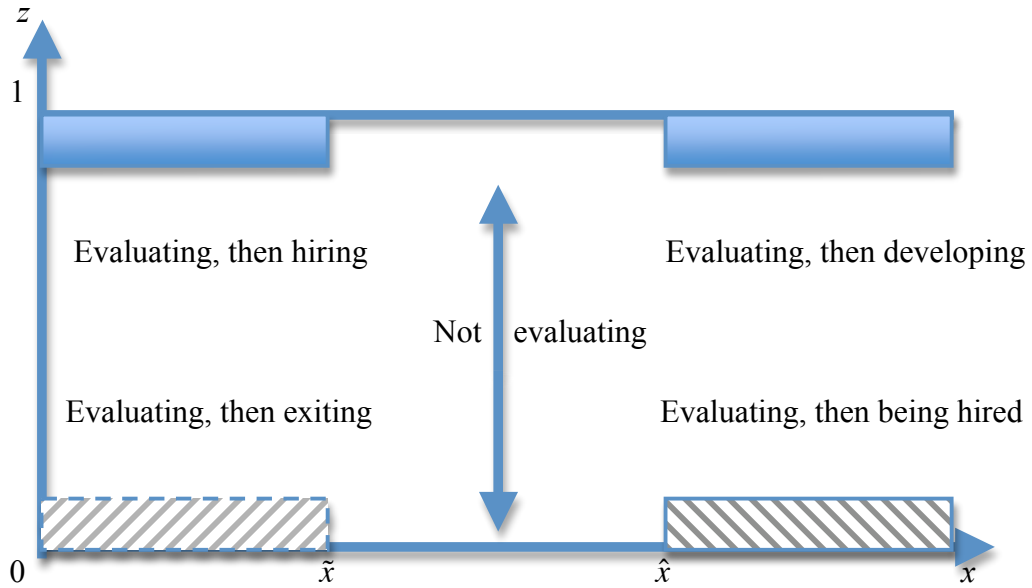 z
1
Evaluating, then hiring
Evaluating, then developing
Not evaluating
Evaluating, then exiting
Evaluating, then being hired
0
x̃
x̂
x